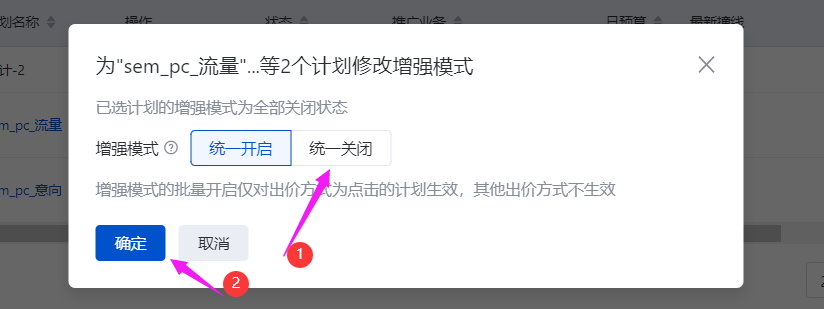 划名称 操作 状态 推广业务 日预算 最新撞线
为"sem_pc_流量"...等2个计划修改增强模式
计-2
已选计划的增强模式为全部关闭状态
m_pc_流量
增强模式 统一开启 统一关闭
m_pc_意向
增强模式的批量开启仅对出价方式为点击的计划生效，其他出价方式不生效
确定 取消
1
2
2